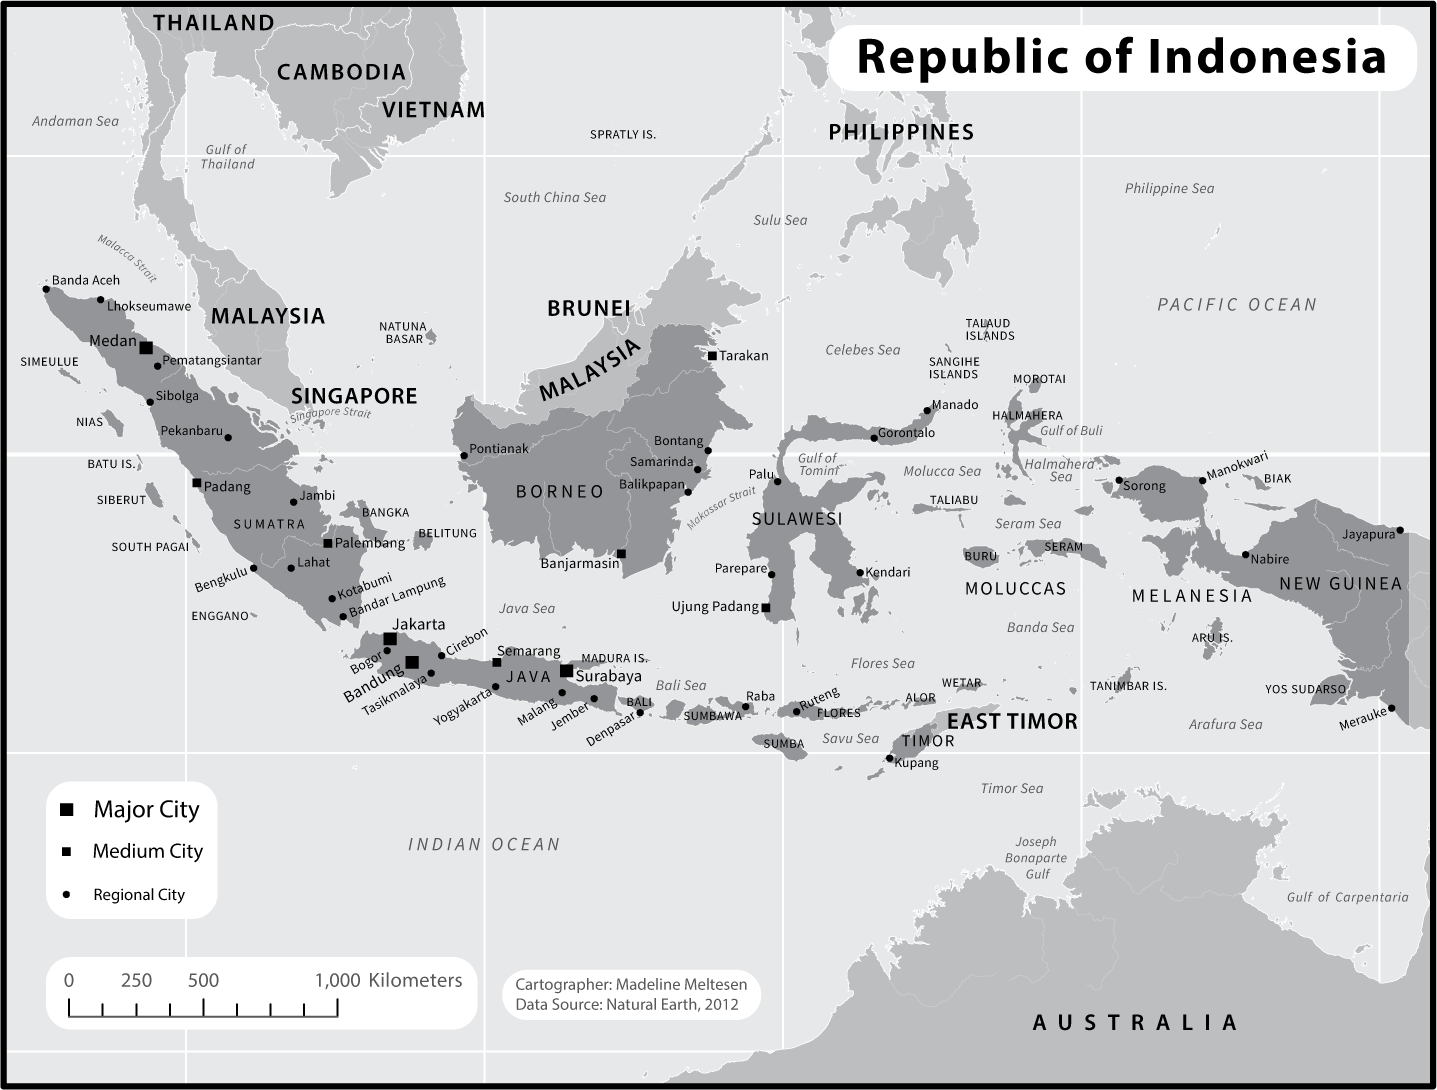 Republic of Indonesia
THAILAND
CAMBODIA
VIETNAM
Andaman Sea
Gulf of
Thailand
SPRATLY IS.
PHILIPPINES
South China Sea
Sulu Sea
Philippine Sea
Malacca Strait
Banda Aceh
Lhokseumawe
MALAYSIA
BRUNEI
PACIFIC OCEAN
NATUNA
BASAR
TALAUD
ISLANDS
Medan
Pematangsiantar
SIMEULUE
MALAYSIA
Tarakan
Celebes Sea
SANGIHE
ISLANDS
MOROTAI
Sibolga
SINGAPORE
Singapore Strait
NIAS
Pekanbaru
Manado
HALMAHERA
Gulf of Buli
Gorontalo
Pontianak
Bontang
Samarinda
Balikpapan
Gulf of
Tomini
Molucca Sea
Halmahera
Sea
BATU IS.
Padang
Palu
Sorong
Manokwari
BIAK
SIBERUT
Jambi
BORNEO
Makassar Strait
TALIABU
BANGKA
SUMATRA
SULAWESI
Seram Sea
BELITUNG
Palembang
Jayapura
SOUTH PAGAI
Lahat
Banjarmasin
BURU
SERAM
Nabire
Bengkulu
Kotabumi
Parepare
Kendari
MOLUCCAS
MELANESIA
NEW GUINEA
Bandar Lampung
ENGGANO
Java Sea
Ujung Padang
Jakarta
Banda Sea
ARU IS.
Cirebon
Bogor
Semarang
MADURA IS.
Flores Sea
Bandung
JAVA
Surabaya
Tasikmalaya
Bali Sea
WETAR
TANIMBAR IS.
YOS SUDARSO
Yogyakarta
Malang
Jember
BALI
Denpasar
Raba
SUMBAWA
Ruteng
FLORES
ALOR
EAST TIMOR
Arafura Sea
Merauke
SUMBA
Savu Sea
TIMOR
Kupang
Timor Sea
INDIAN OCEAN
Joseph
Bonaparte
Gulf
Gulf of Carpentaria
AUSTRALIA
Major City
Medium City
Regional City
0 250 500 1,000 Kilometers
Cartographer: Madeline Meltesen
Data Source: Natural Earth, 2012